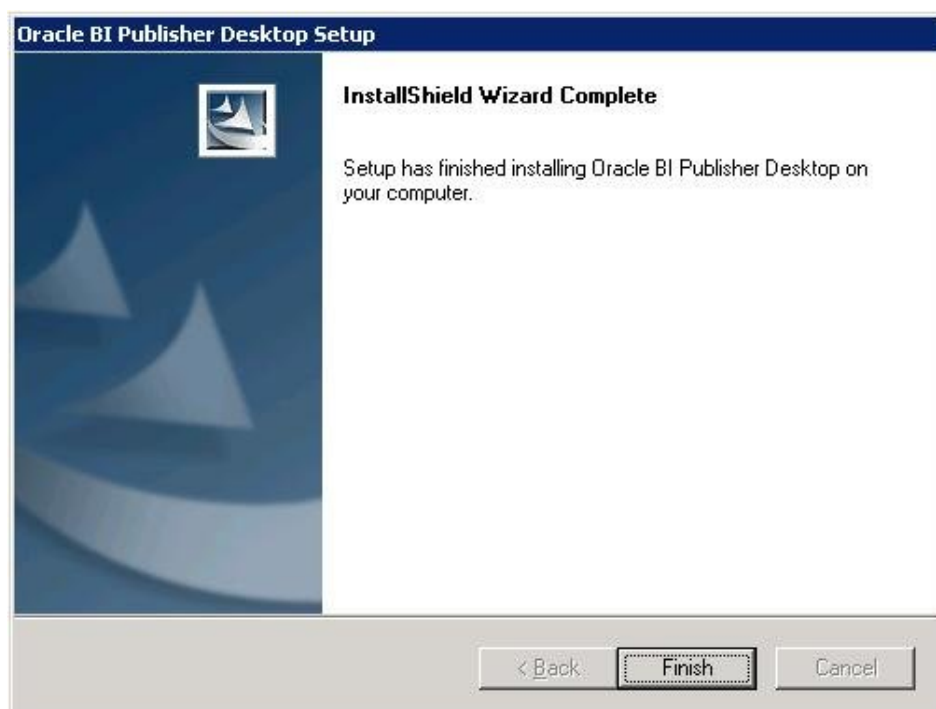 Oracle BI Publisher Desktop Setup
InstallShield Wizard Complete
Setup has finished installing Oracle BI Publisher Desktop on
your computer.
< Back
Finish
Cancel